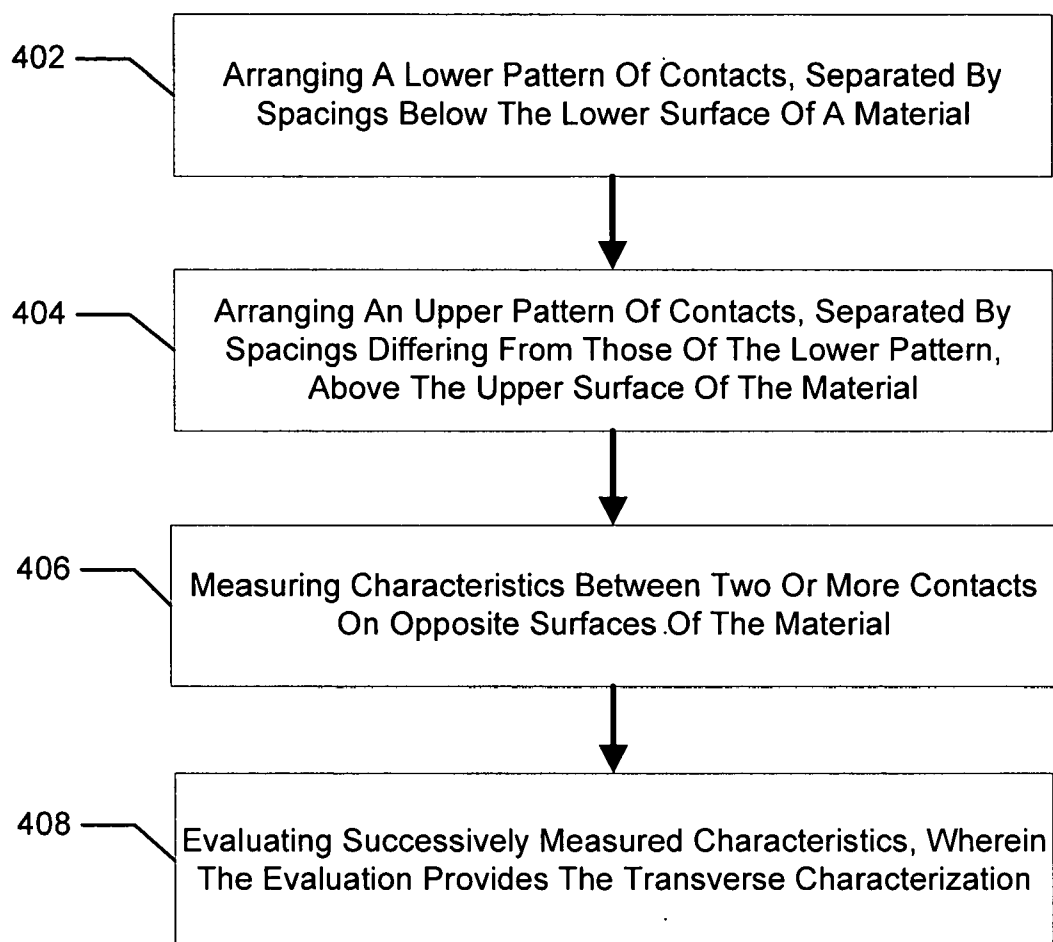 402
Arranging A Lower Pattern Of Contacts, Separated By
Spacings Below The Lower Surface Of A Material
404
Arranging An Upper Pattern Of Contacts, Separated By
Spacings Differing From Those Of The Lower Pattern,
Above The Upper Surface Of The Material
406
Measuring Characteristics Between Two Or More Contacts
On Opposite Surfaces Of The Material
408
Evaluating Successively Measured Characteristics, Wherein
The Evaluation Provides The Transverse Characterization